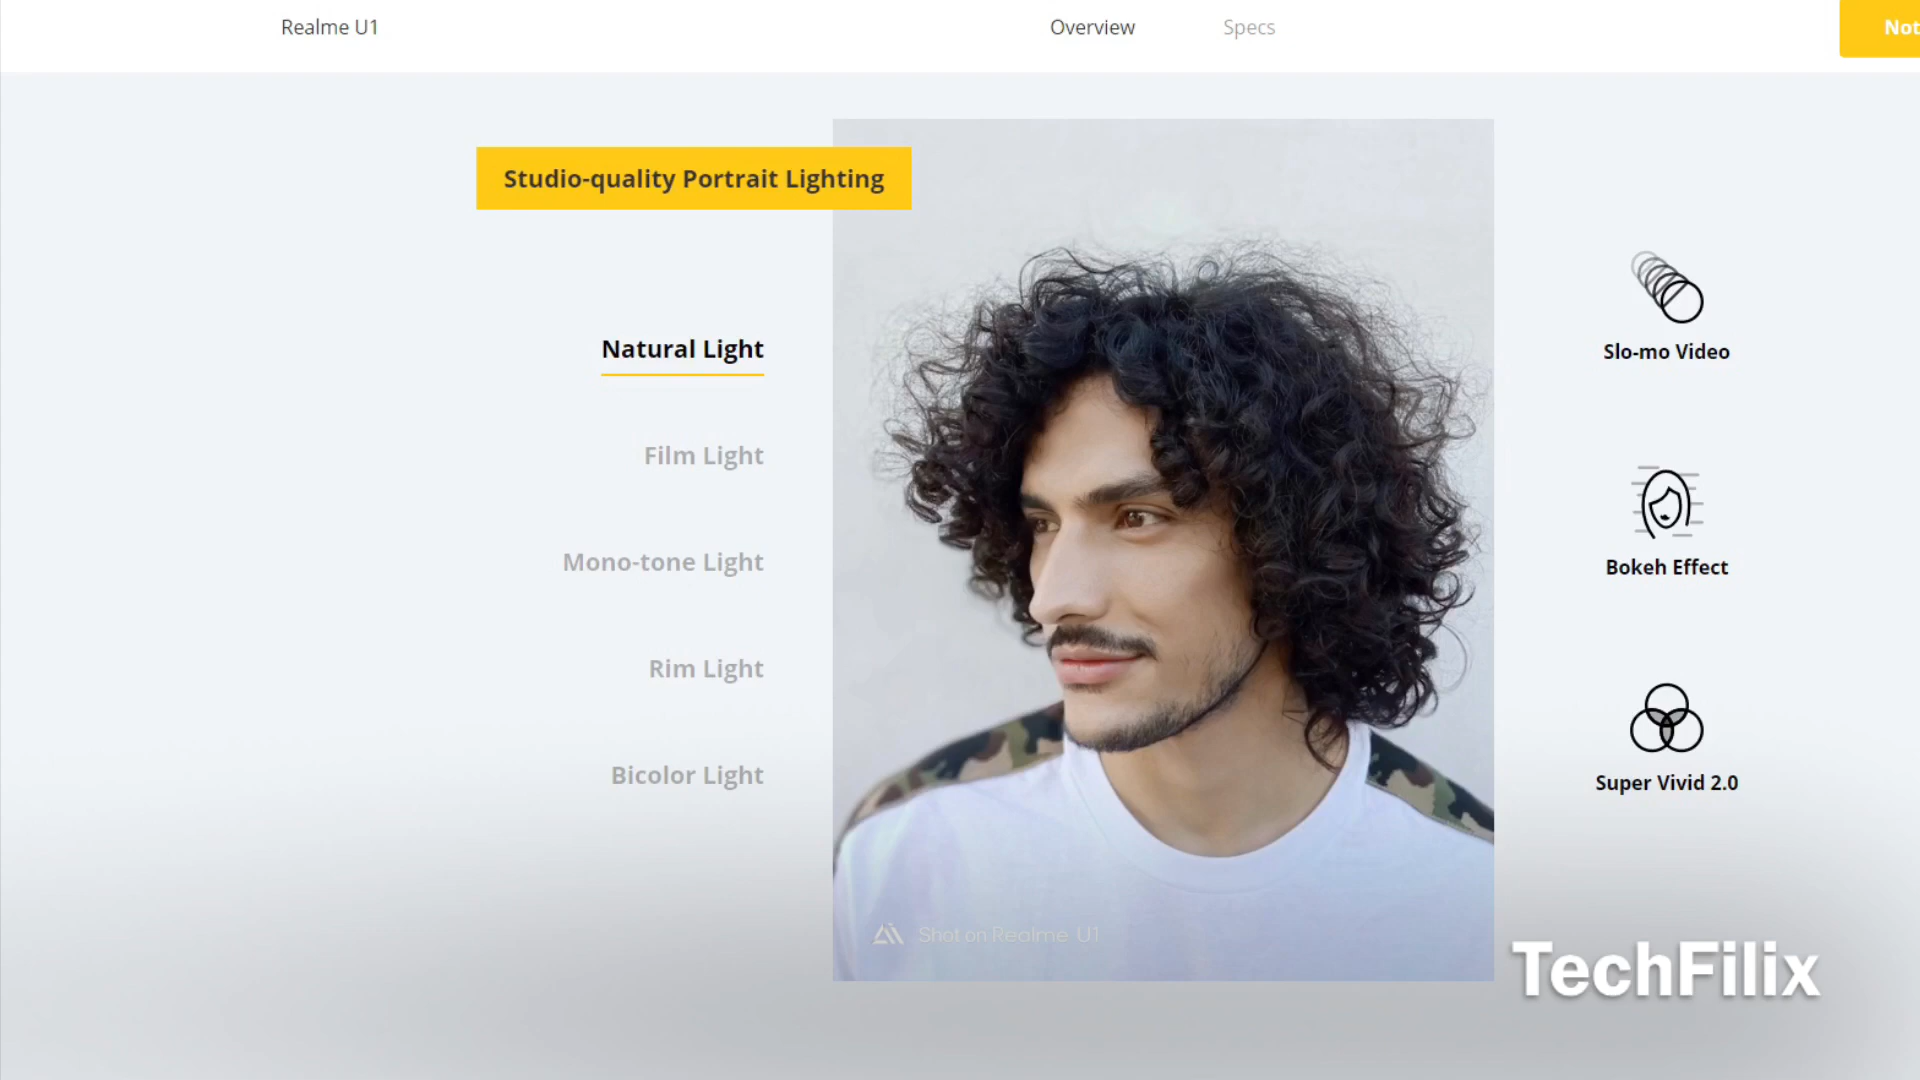 Realme U1
Overview
Specs
Not
Studio-quality Portrait Lighting
Natural Light
Film Light
Mono-tone Light
Rim Light
Bicolor Light
Slo-mo Video
Bokeh Effect
Super Vivid 2.0
Shot on Realme U1
TechFilix